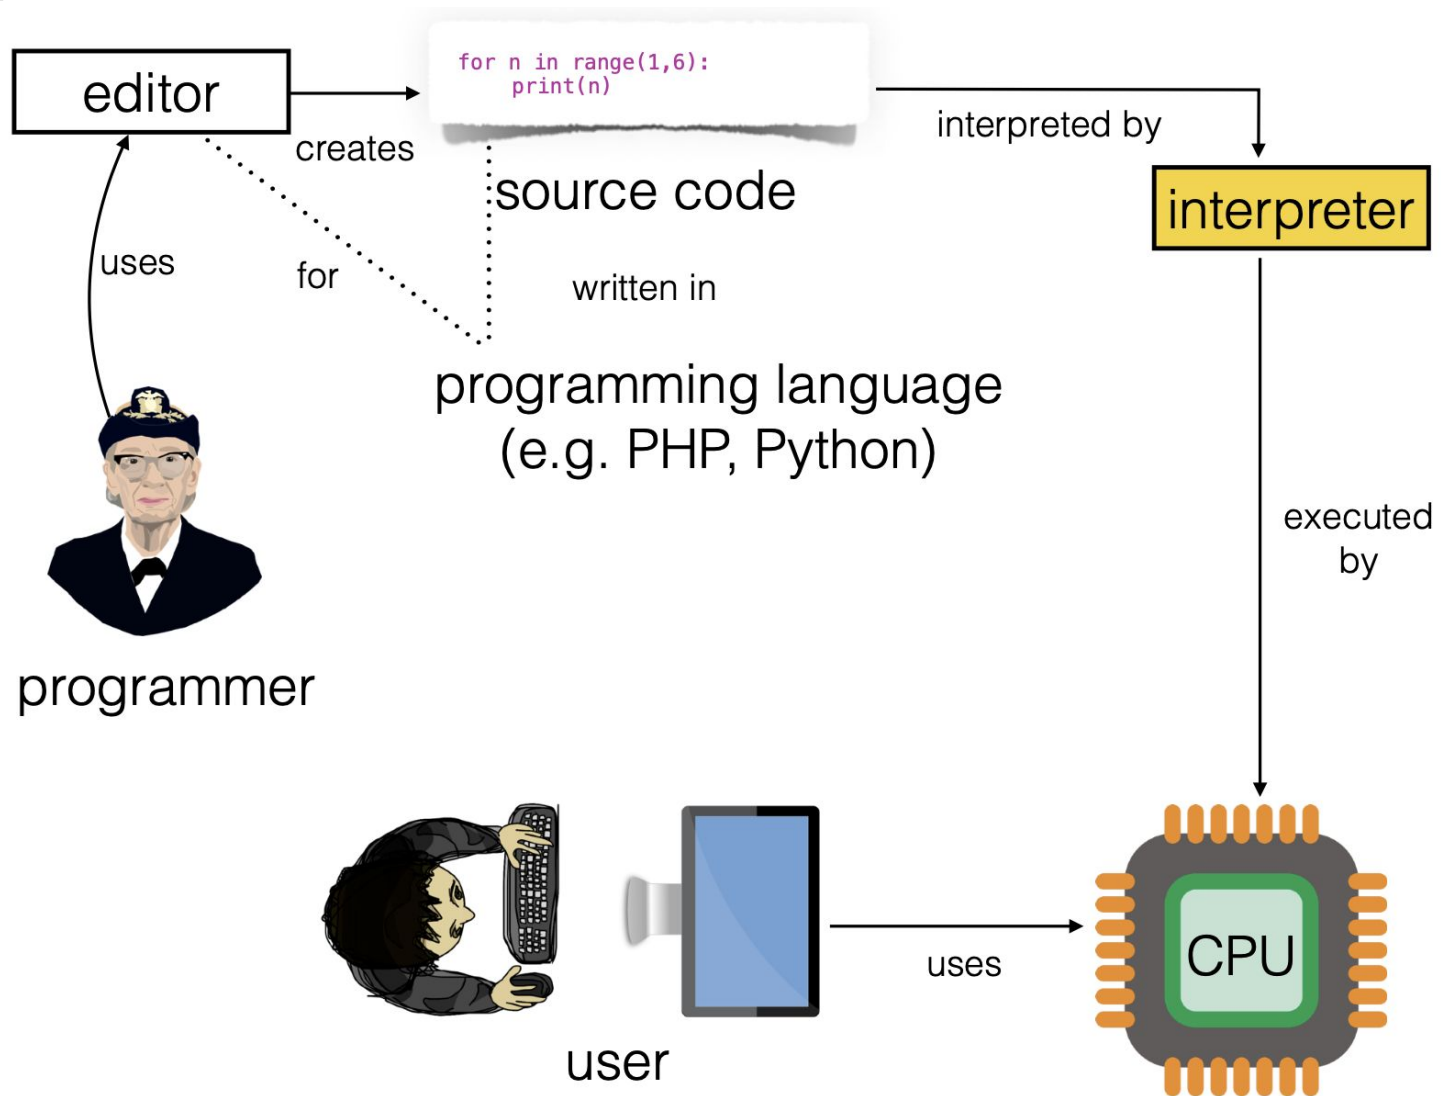 editor
for n in range(1,6):
    print(n)
creates
interpreted by
source code
interpreter
uses
for
written in
programming language
(e.g. PHP, Python)
executed
by
programmer
CPU
uses
user